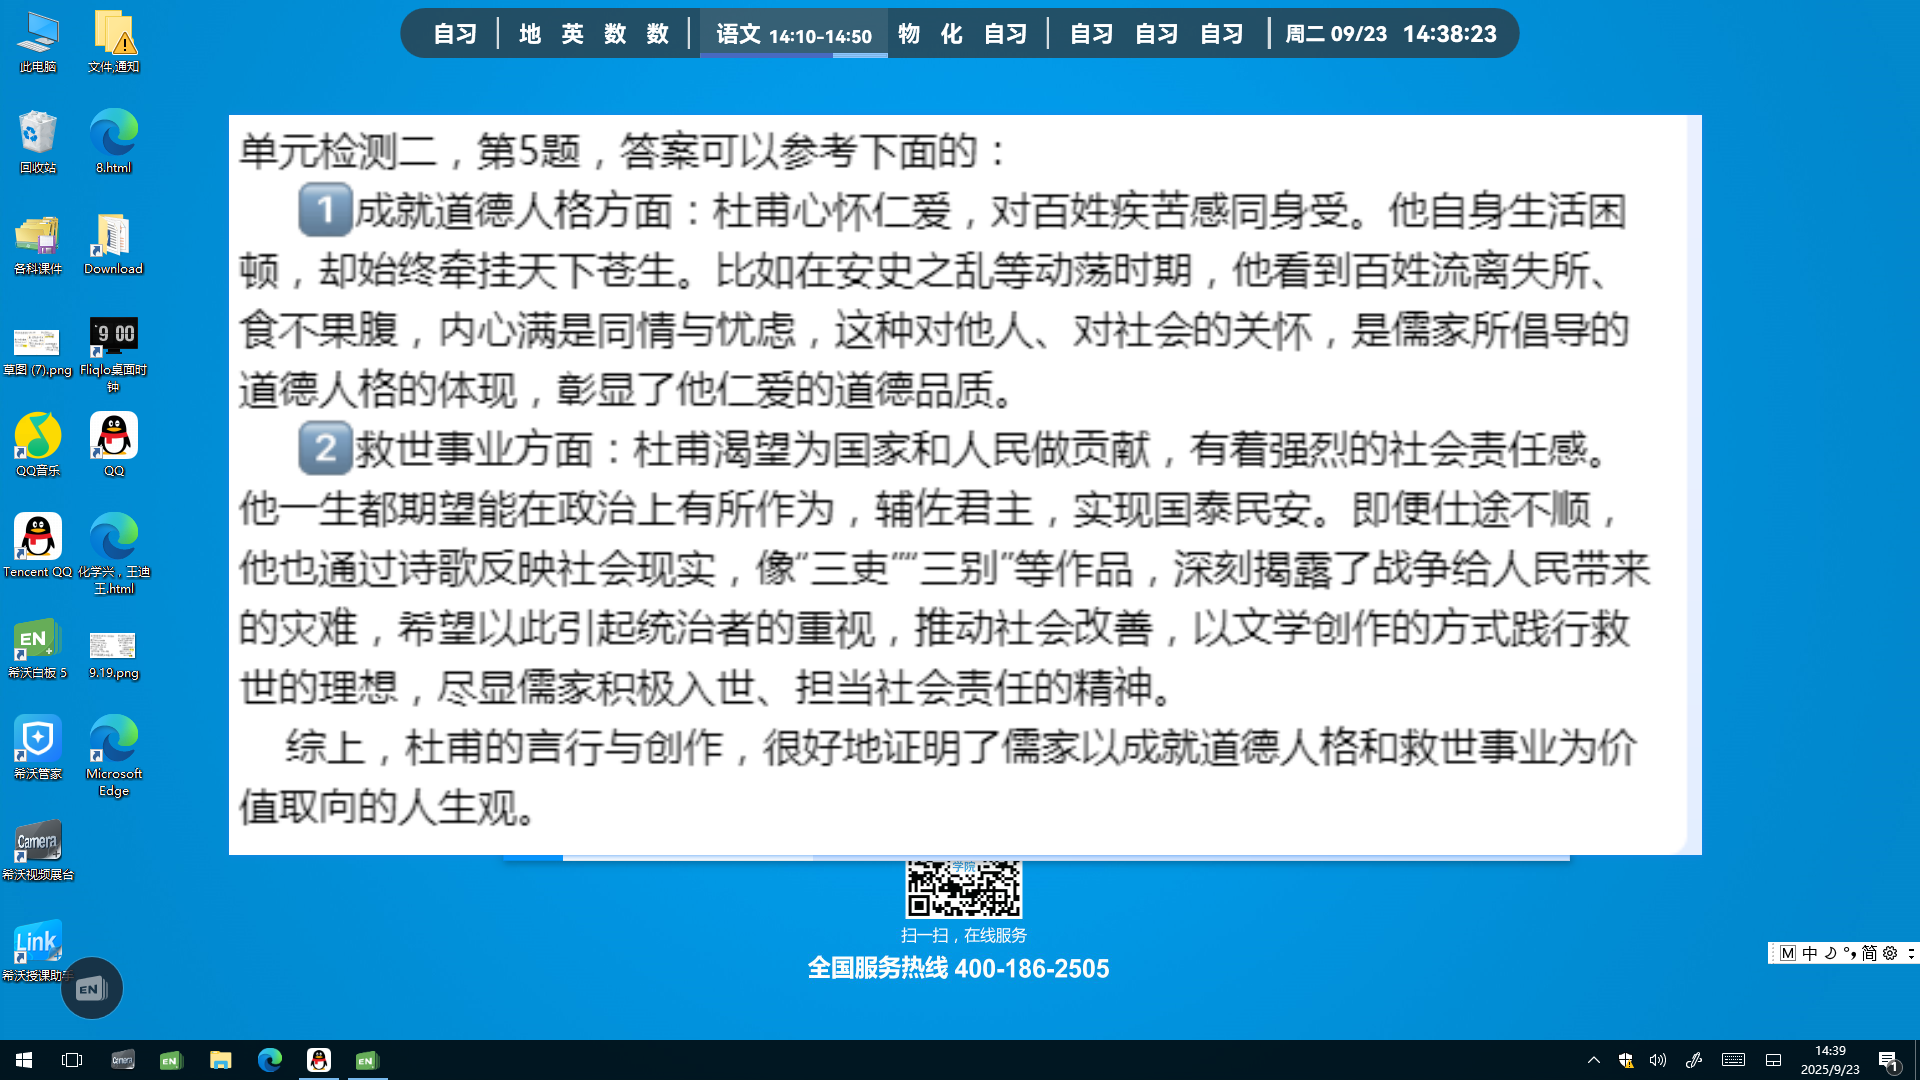 自习 地 英 数 数 语文 14:10-14:50 物 化 自习 自习 自习 自习 周二 09/23 14:38:23
此电脑
文件,通知
回收站
8.html
各科课件
Download
9 00
草图 (7).png
Fliqlo桌面时钟
QQ音乐
QQ
Tencent QQ
化学兴，王迪王.html
EN
希沃白板 5
9.19.png
希沃管家
Microsoft Edge
Camera
希沃视频展台
Link
希沃授课助手
EN
单元检测二，第5题，答案可以参考下面的：
1成就道德人格方面：杜甫心怀仁爱，对百姓疾苦感同身受。他自身生活困
顿，却始终牵挂天下苍生。比如在安史之乱等动荡时期，他看到百姓流离失所、
食不果腹，内心满是同情与忧虑，这种对他人、对社会的关怀，是儒家所倡导的
道德人格的体现，彰显了他仁爱的道德品质。
2救世事业方面：杜甫渴望为国家和人民做贡献，有着强烈的社会责任感。
他一生都期望能在政治上有所作为，辅佐君主，实现国泰民安。即便仕途不顺，
他也通过诗歌反映社会现实，像“三吏”“三别”等作品，深刻揭露了战争给人民带来
的灾难，希望以此引起统治者的重视，推动社会改善，以文学创作的方式践行救
世的理想，尽显儒家积极入世、担当社会责任的精神。
综上，杜甫的言行与创作，很好地证明了儒家以成就道德人格和救世事业为价
值取向的人生观。
学院
扫一扫，在线服务
全国服务热线 400-186-2505
M 中 简
Camera
EN
EN
14:39
2025/9/23
1